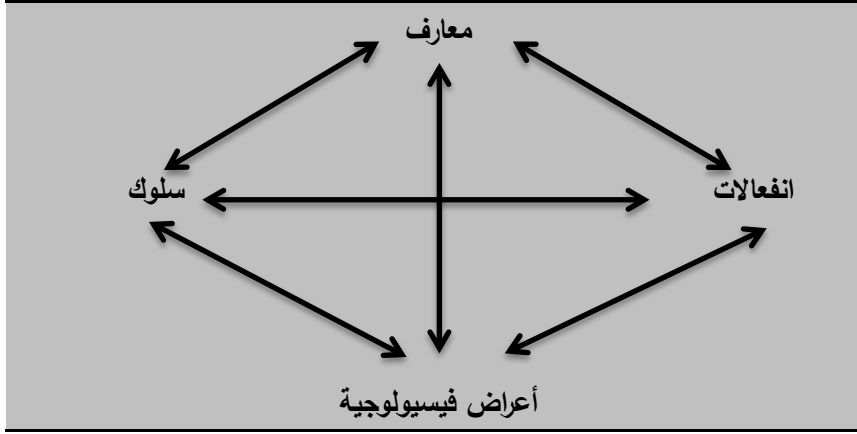 معارف
انفعالات
سلوك
أعراض فيسيولوجية